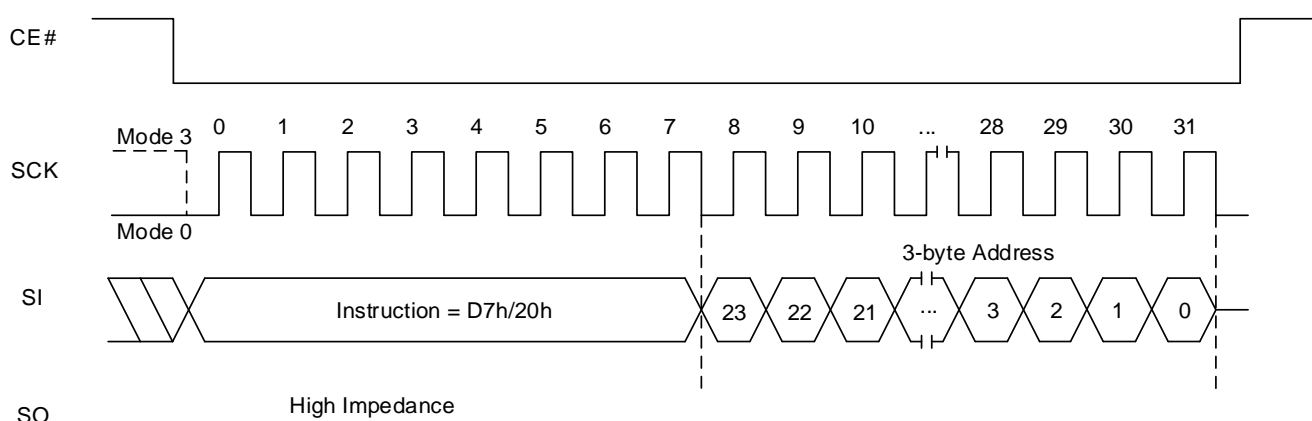 CE#
Mode 3 0 1 2 3 4 5 6 7 8 9 10 ... 28 29 30 31
SCK
Mode 0
3-byte Address
SI Instruction = D7h/20h 23 22 21 ... 3 2 1 0
High Impedance
SO